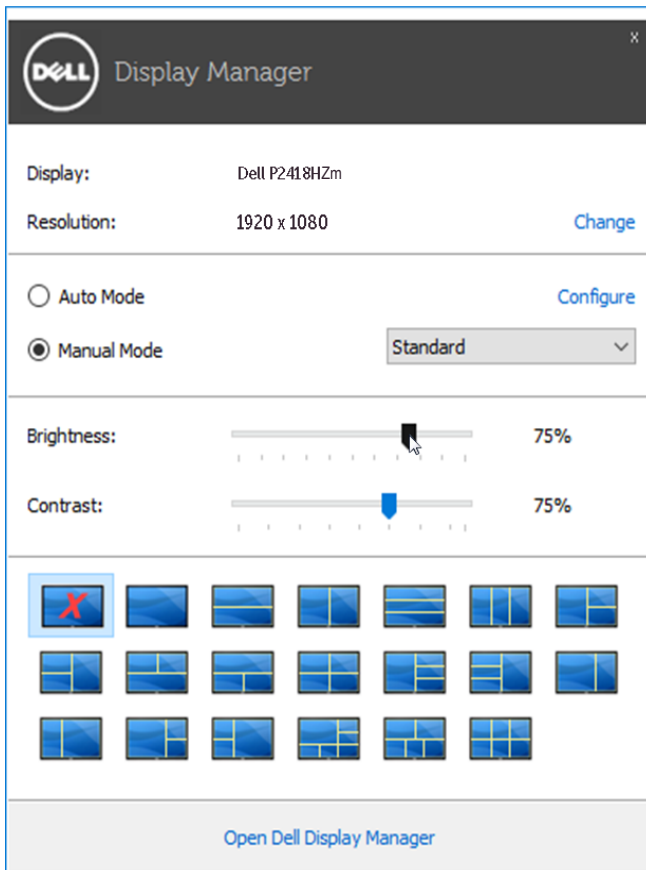 x
DELL Display Manager
Display: Dell P2418HZm
Resolution: 1920 x 1080 Change
Auto Mode Configure
Manual Mode Standard
Brightness: 75%
Contrast: 75%
X
Open Dell Display Manager